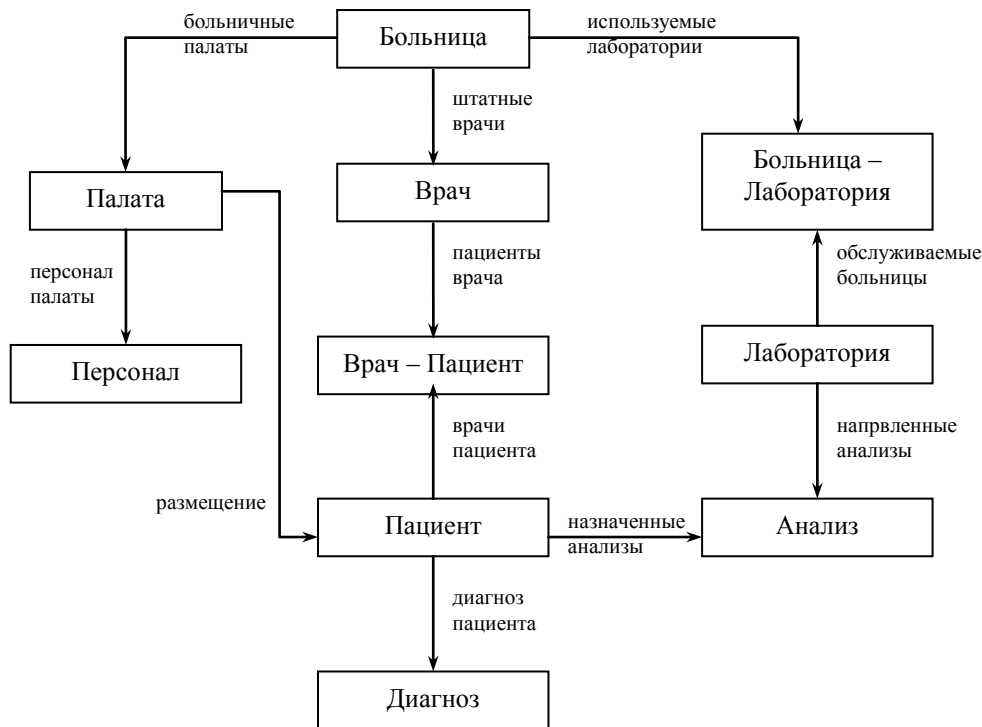 больничные
палаты
Больница
используемые
лаборатории
штатные
врачи
Больница –
Лаборатория
Палата
Врач
персонал
палаты
пациенты
врача
обслуживаемые
больницы
Персонал
Врач – Пациент
Лаборатория
врачи
пациента
напрвленные
анализы
размещение
Пациент
назначенные
анализы
Анализ
диагноз
пациента
Диагноз